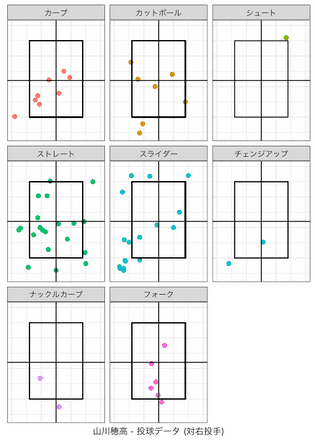 カーブ
カットボール
シュート
ストレート
スライダー
チェンジアップ
ナックルカーブ
フォーク
山川穂高 - 投球データ (対右投手)